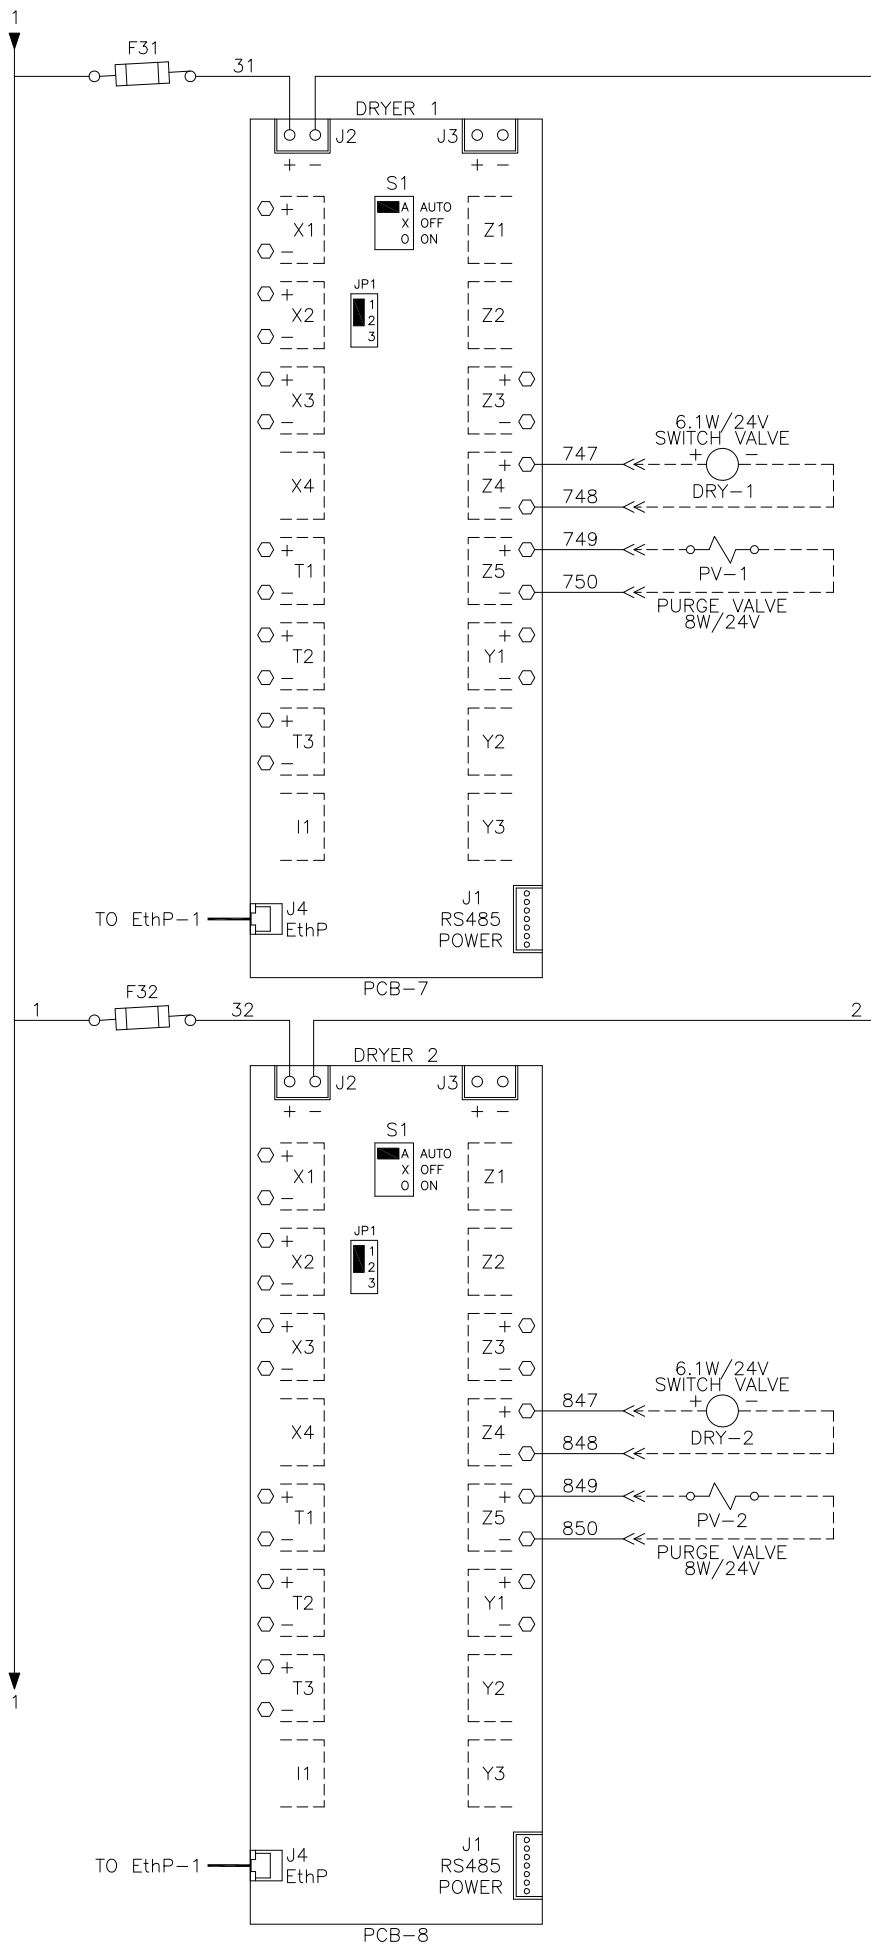 1
F31
31
DRYER 1
J2
J3
+ −
+ −
S1
A AUTO
X OFF
O ON
+
X1
−
Z1
JP1
1
2
3
+
X2
−
Z2
+
X3
−
+
Z3
−
6.1W/24V
SWITCH VALVE
X4
+
Z4
−
747
748
+ −
DRY−1
+
T1
−
+
Z5
−
749
750
PV−1
PURGE VALVE
8W/24V
+
T2
−
+
Y1
−
+
T3
−
Y2
I1
Y3
TO EthP−1
J4
EthP
J1
RS485
POWER
PCB−7
F32
1
32
2
DRYER 2
J2
J3
+ −
+ −
S1
A AUTO
X OFF
O ON
+
X1
−
Z1
JP1
1
2
3
+
X2
−
Z2
+
X3
−
+
Z3
−
6.1W/24V
SWITCH VALVE
X4
+
Z4
−
847
848
+ −
DRY−2
+
T1
−
+
Z5
−
849
850
PV−2
PURGE VALVE
8W/24V
+
T2
−
+
Y1
−
+
T3
−
Y2
1
I1
Y3
TO EthP−1
J4
EthP
J1
RS485
POWER
PCB−8